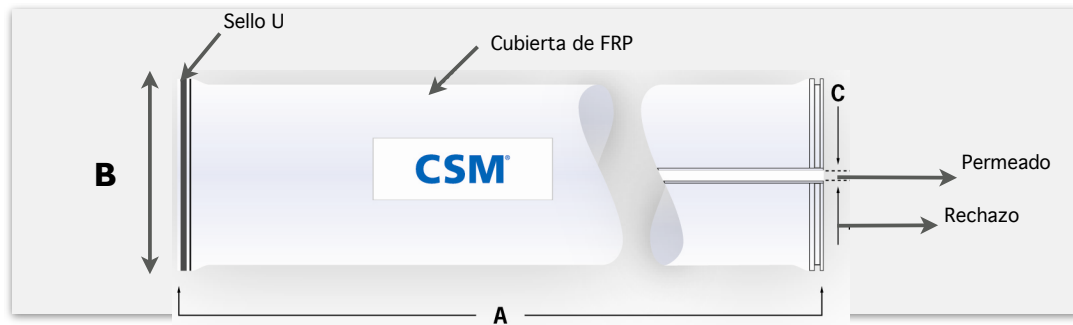 Sello U
Cubierta de FRP
C
B
CSM®
Permeado
Rechazo
A